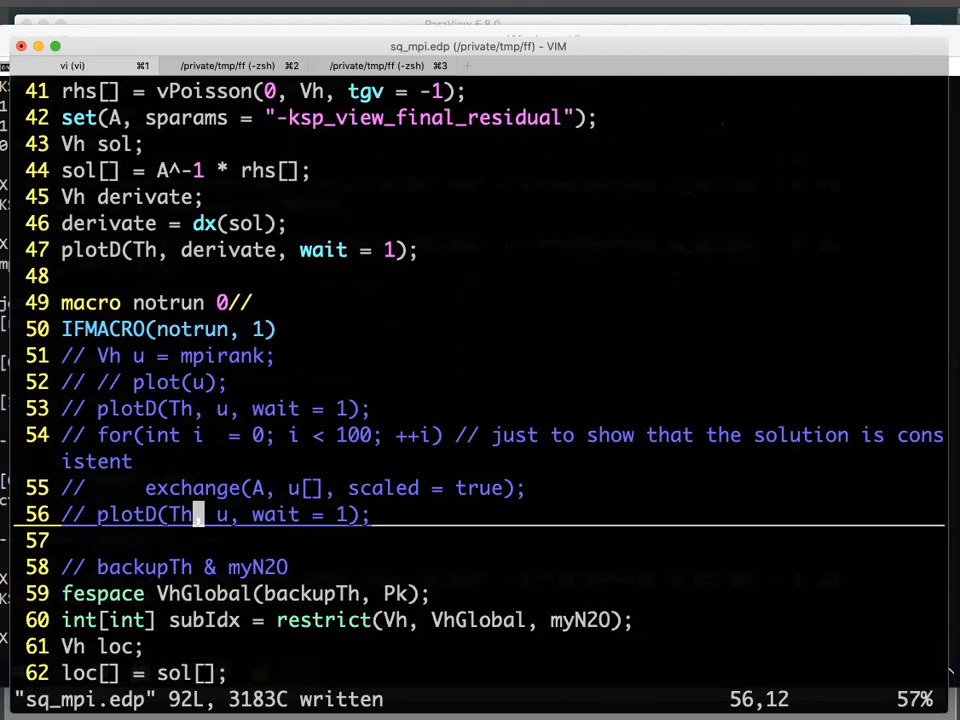 ParaView 5.8.0
sq_mpi.edp (/private/tmp/ff) - VIM
vi (vi) ⌘1 /private/tmp/ff (-zsh) ⌘2 /private/tmp/ff (-zsh) ⌘3 +
41 rhs[] = vPoisson(0, Vh, tgv = -1);
42 set(A, sparams = "-ksp_view_final_residual");
43 Vh sol;
44 sol[] = A^-1 * rhs[];
45 Vh derivate;
46 derivate = dx(sol);
47 plotD(Th, derivate, wait = 1);
48
49 macro notrun 0//
50 IFMACRO(notrun, 1)
51 // Vh u = mpirank;
52 // // plot(u);
53 // plotD(Th, u, wait = 1);
54 // for(int i  = 0; i < 100; ++i) // just to show that the solution is cons
istent
55 //     exchange(A, u[], scaled = true);
56 // plotD(Th, u, wait = 1);
57
58 // backupTh & myN2O
59 fespace VhGlobal(backupTh, Pk);
60 int[int] subIdx = restrict(Vh, VhGlobal, myN2O);
61 Vh loc;
62 loc[] = sol[];
"sq_mpi.edp" 92L, 3183C written 56,12 57%